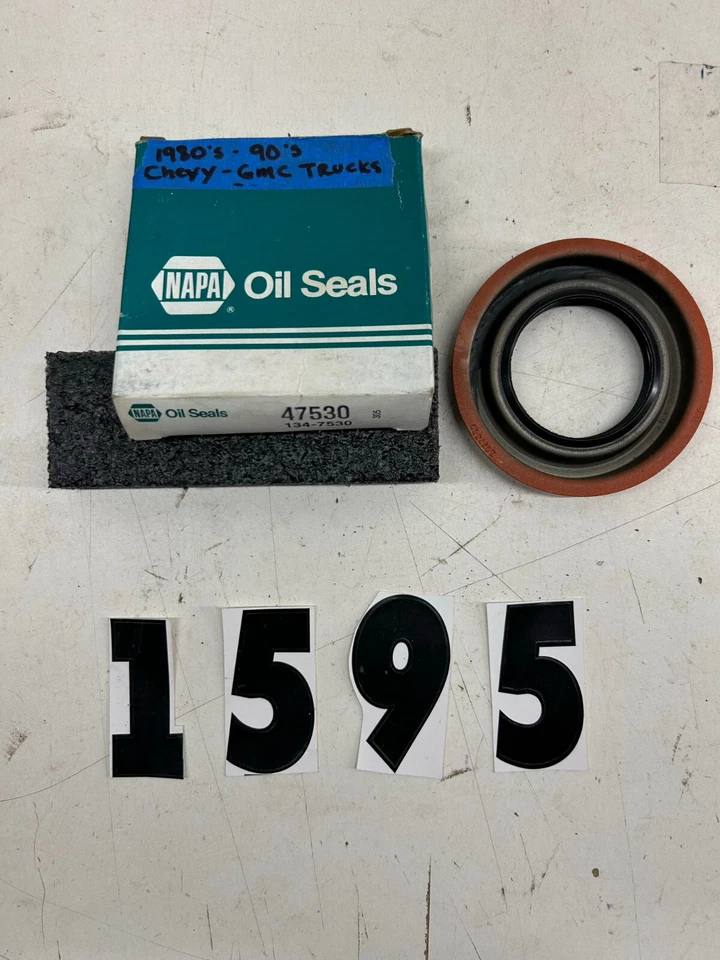 1980's - 90's
Chevy - GMC TRUCKS
NAPA® Oil Seals
NAPA Oil Seals 47530
134-7530
1595